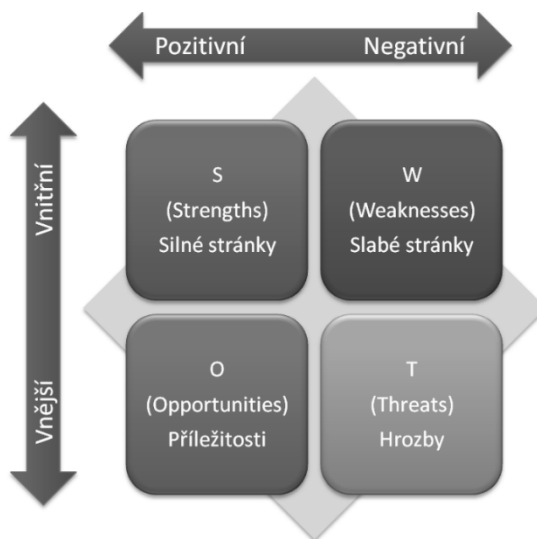 Pozitivní
Negativní
Vnitřní
Vnější
S
(Strengths)
Silné stránky
W
(Weaknesses)
Slabé stránky
O
(Opportunities)
Příležitosti
T
(Threats)
Hrozby